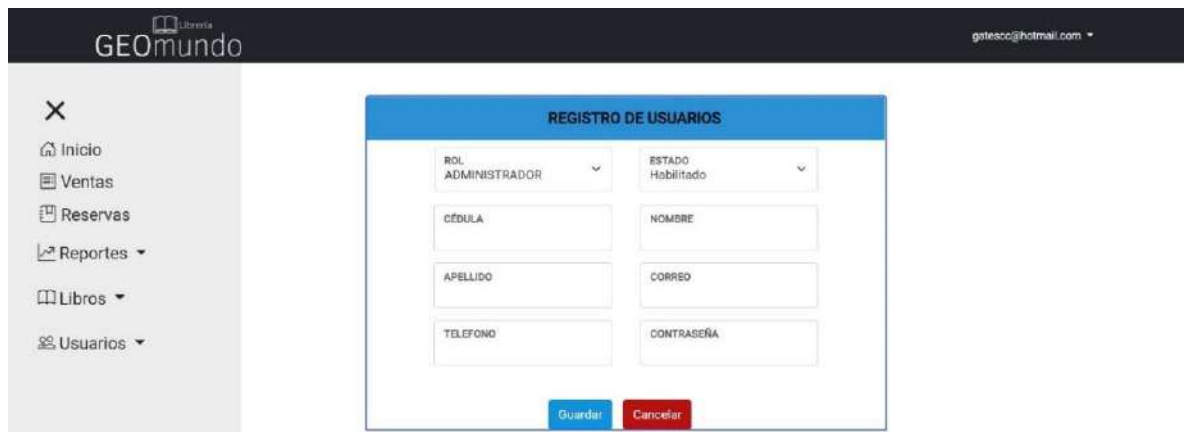 Librería
GEOmundo
gatescc@hotmail.com
Inicio
Ventas
Reservas
Reportes
Libros
Usuarios
REGISTRO DE USUARIOS
ROL
ADMINISTRADOR
ESTADO
Habilitado
CÉDULA
NOMBRE
APELLIDO
CORREO
TELEFONO
CONTRASEÑA
Guardar
Cancelar